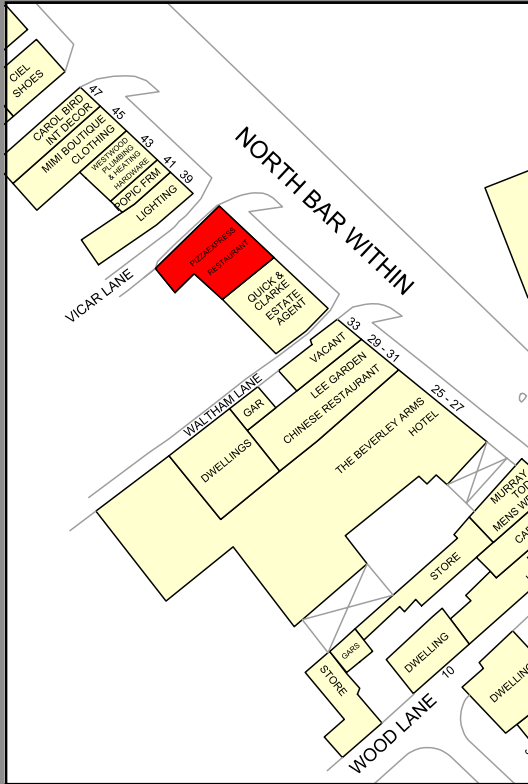 CIEL
SHOES
47
CAROL BIRD
INT DECOR
45
MIMI BOUTIQUE
CLOTHING
43
WESTWOOD
PLUMBING
& HEATING
HARDWARE
41
POPIC FRM
39
LIGHTING
NORTH BAR WITHIN
PIZZAEXPRESS
RESTAURANT
VICAR LANE
QUICK &
CLARKE
ESTATE
AGENT
33
VACANT
29 - 31
LEE GARDEN
CHINESE RESTAURANT
WALTHAM LANE
GAR
25 - 27
THE BEVERLEY ARMS
HOTEL
DWELLINGS
MURRAY
MENS
STORE
GARS
STORE
DWELLING
10
DWELLING
WOOD LANE